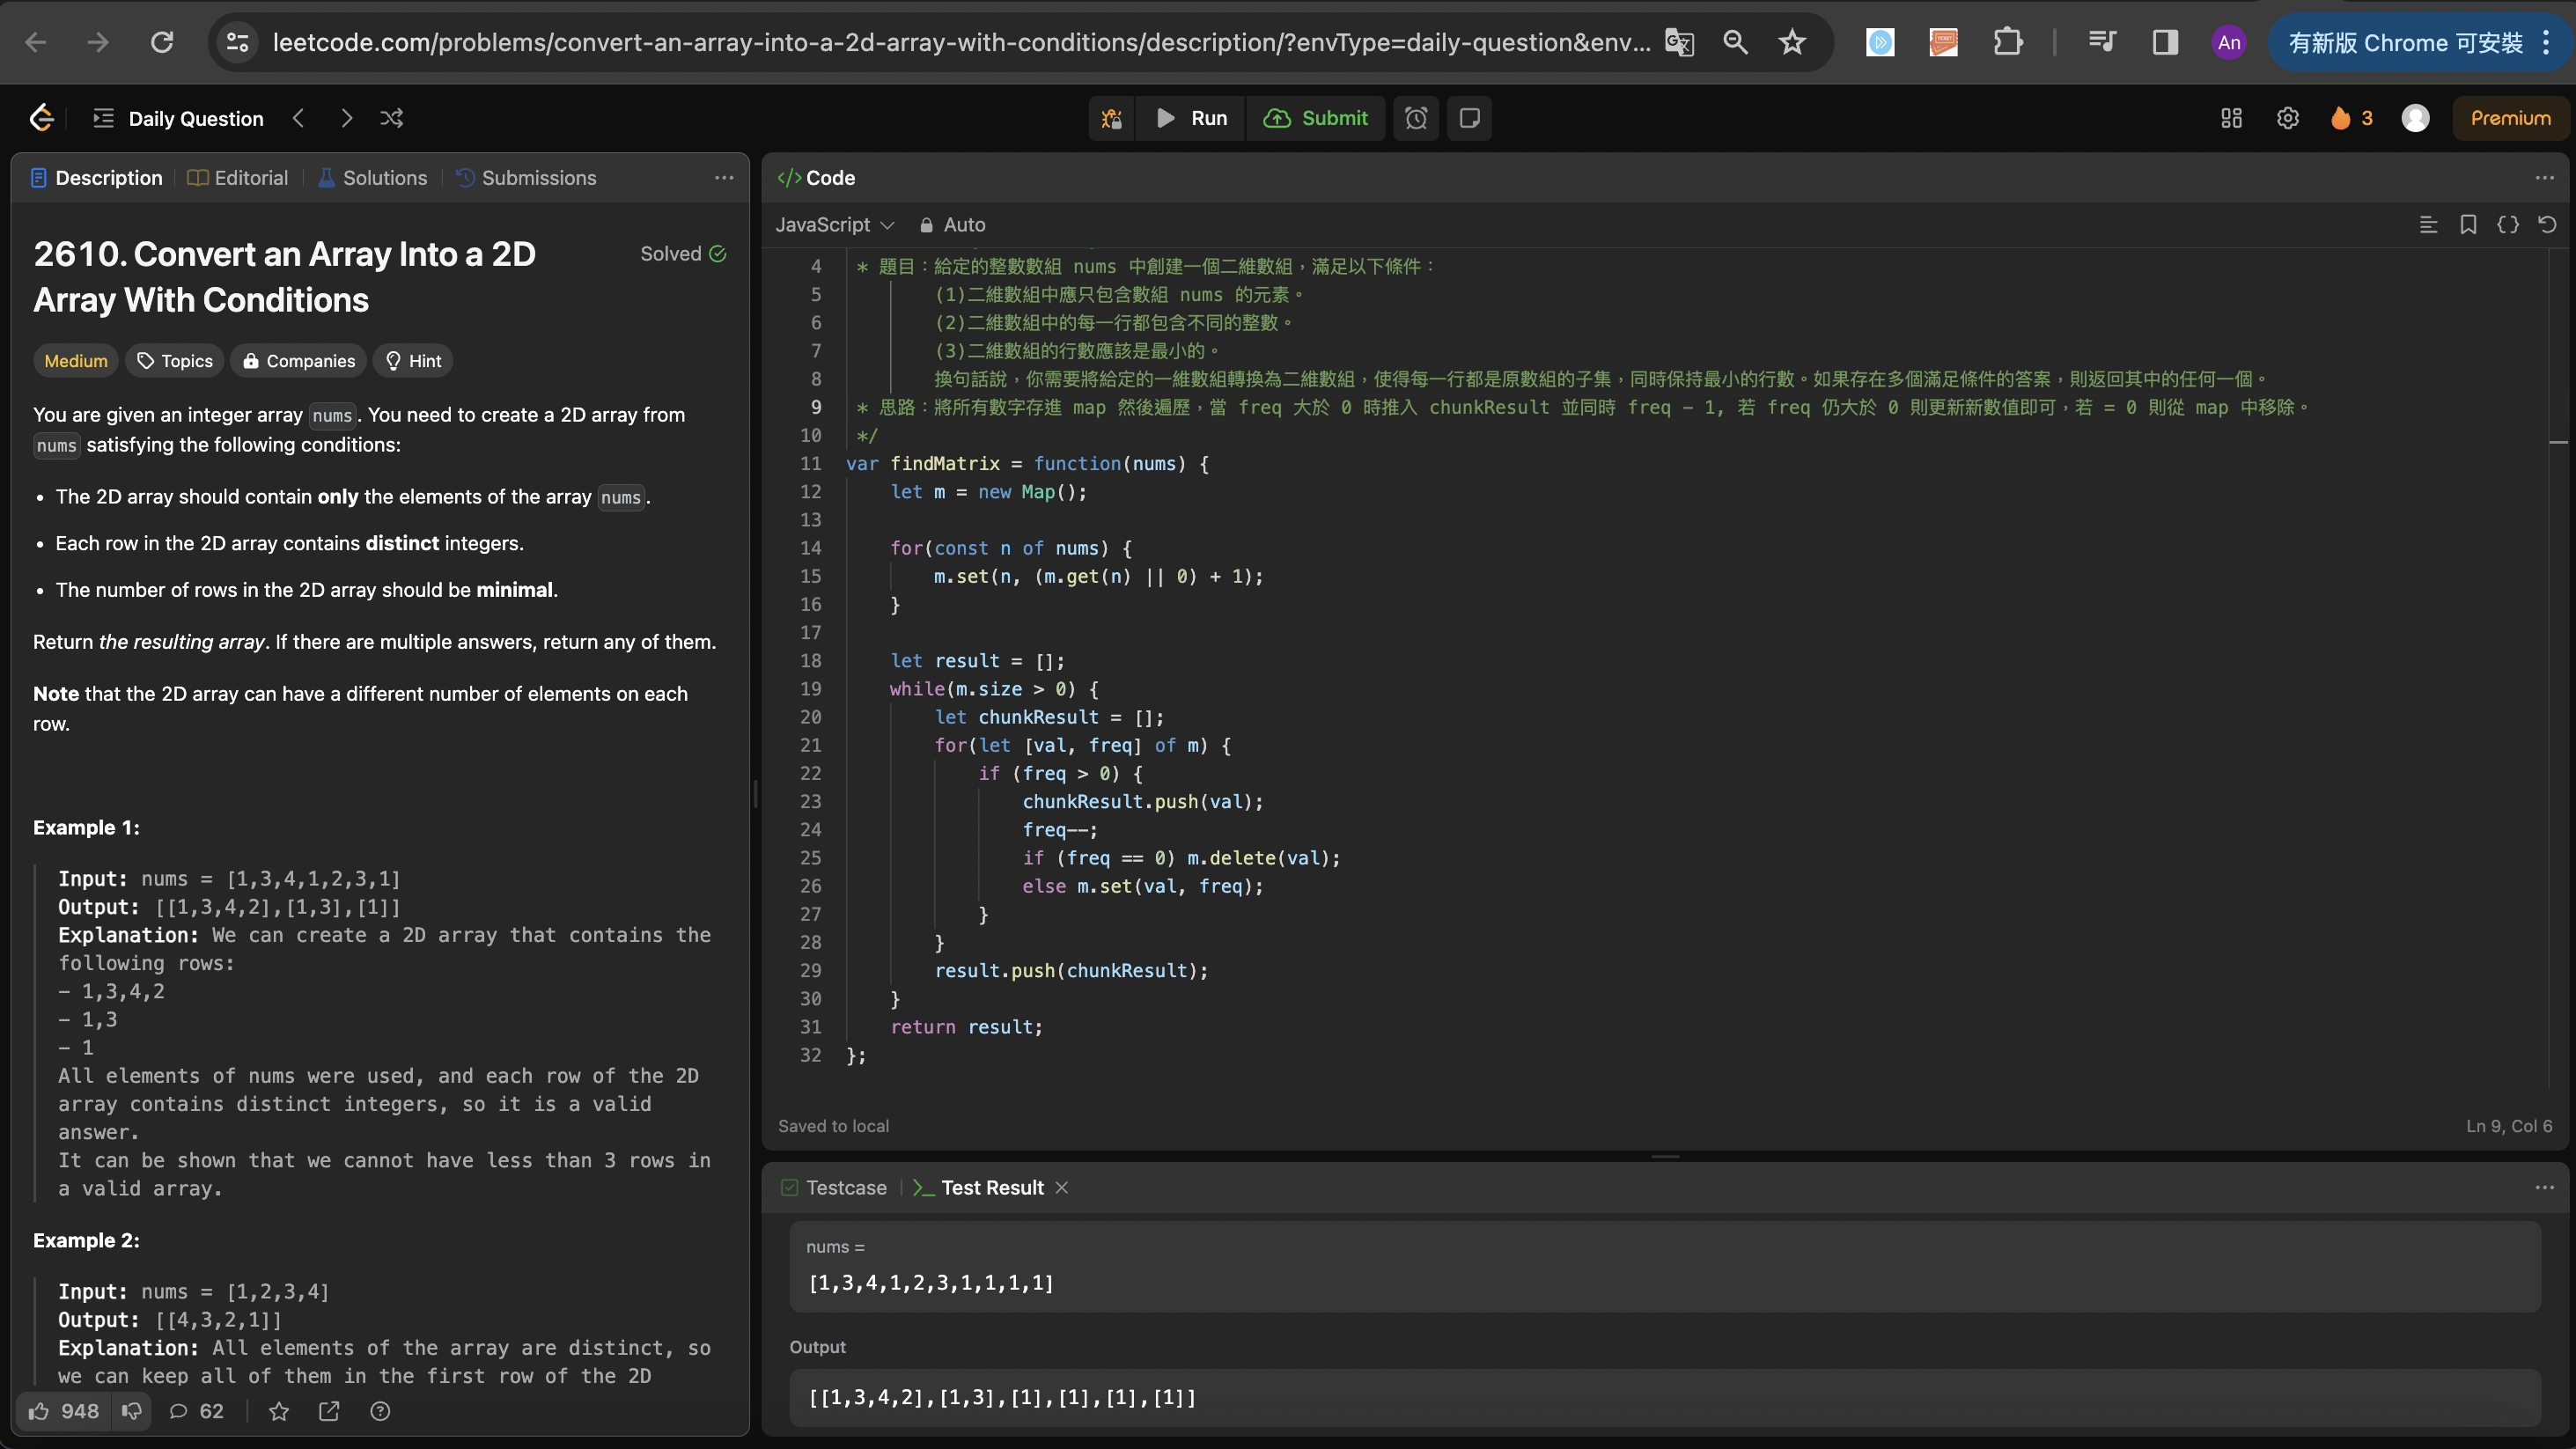 leetcode.com/problems/convert-an-array-into-a-2d-array-with-conditions/description/?envType=daily-question&env...
An
有新版 Chrome 可安裝
Daily Question
Run
Submit
3
Premium
Description
Editorial
Solutions
Submissions
2610. Convert an Array Into a 2D
Array With Conditions
Solved
Medium
Topics
Companies
Hint
You are given an integer array nums. You need to create a 2D array from
nums satisfying the following conditions:
• The 2D array should contain only the elements of the array nums.
• Each row in the 2D array contains distinct integers.
• The number of rows in the 2D array should be minimal.
Return the resulting array. If there are multiple answers, return any of them.
Note that the 2D array can have a different number of elements on each
row.
Example 1:
Input: nums = [1,3,4,1,2,3,1]
Output: [[1,3,4,2],[1,3],[1]]
Explanation: We can create a 2D array that contains the
following rows:
- 1,3,4,2
- 1,3
- 1
All elements of nums were used, and each row of the 2D
array contains distinct integers, so it is a valid
answer.
It can be shown that we cannot have less than 3 rows in
a valid array.
Example 2:
Input: nums = [1,2,3,4]
Output: [[4,3,2,1]]
Explanation: All elements of the array are distinct, so
we can keep all of them in the first row of the 2D
948
62
</> Code
JavaScript
Auto
4 * 題目：給定的整數數組 nums 中創建一個二維數組，滿足以下條件：
5 (1)二維數組中應只包含數組 nums 的元素。
6 (2)二維數組中的每一行都包含不同的整數。
7 (3)二維數組的行數應該是最小的。
8 換句話說，你需要將給定的一維數組轉換為二維數組，使得每一行都是原數組的子集，同時保持最小的行數。如果存在多個滿足條件的答案，則返回其中的任何一個。
9 * 思路：將所有數字存進 map 然後遍歷，當 freq 大於 0 時推入 chunkResult 並同時 freq - 1, 若 freq 仍大於 0 則更新新數值即可，若 = 0 則從 map 中移除。
10 */
11 var findMatrix = function(nums) {
12 let m = new Map();
13
14 for(const n of nums) {
15 m.set(n, (m.get(n) || 0) + 1);
16 }
17
18 let result = [];
19 while(m.size > 0) {
20 let chunkResult = [];
21 for(let [val, freq] of m) {
22 if (freq > 0) {
23 chunkResult.push(val);
24 freq--;
25 if (freq == 0) m.delete(val);
26 else m.set(val, freq);
27 }
28 }
29 result.push(chunkResult);
30 }
31 return result;
32 };
Saved to local
Ln 9, Col 6
Testcase
Test Result
nums =
[1,3,4,1,2,3,1,1,1,1]
Output
[[1,3,4,2],[1,3],[1],[1],[1],[1]]